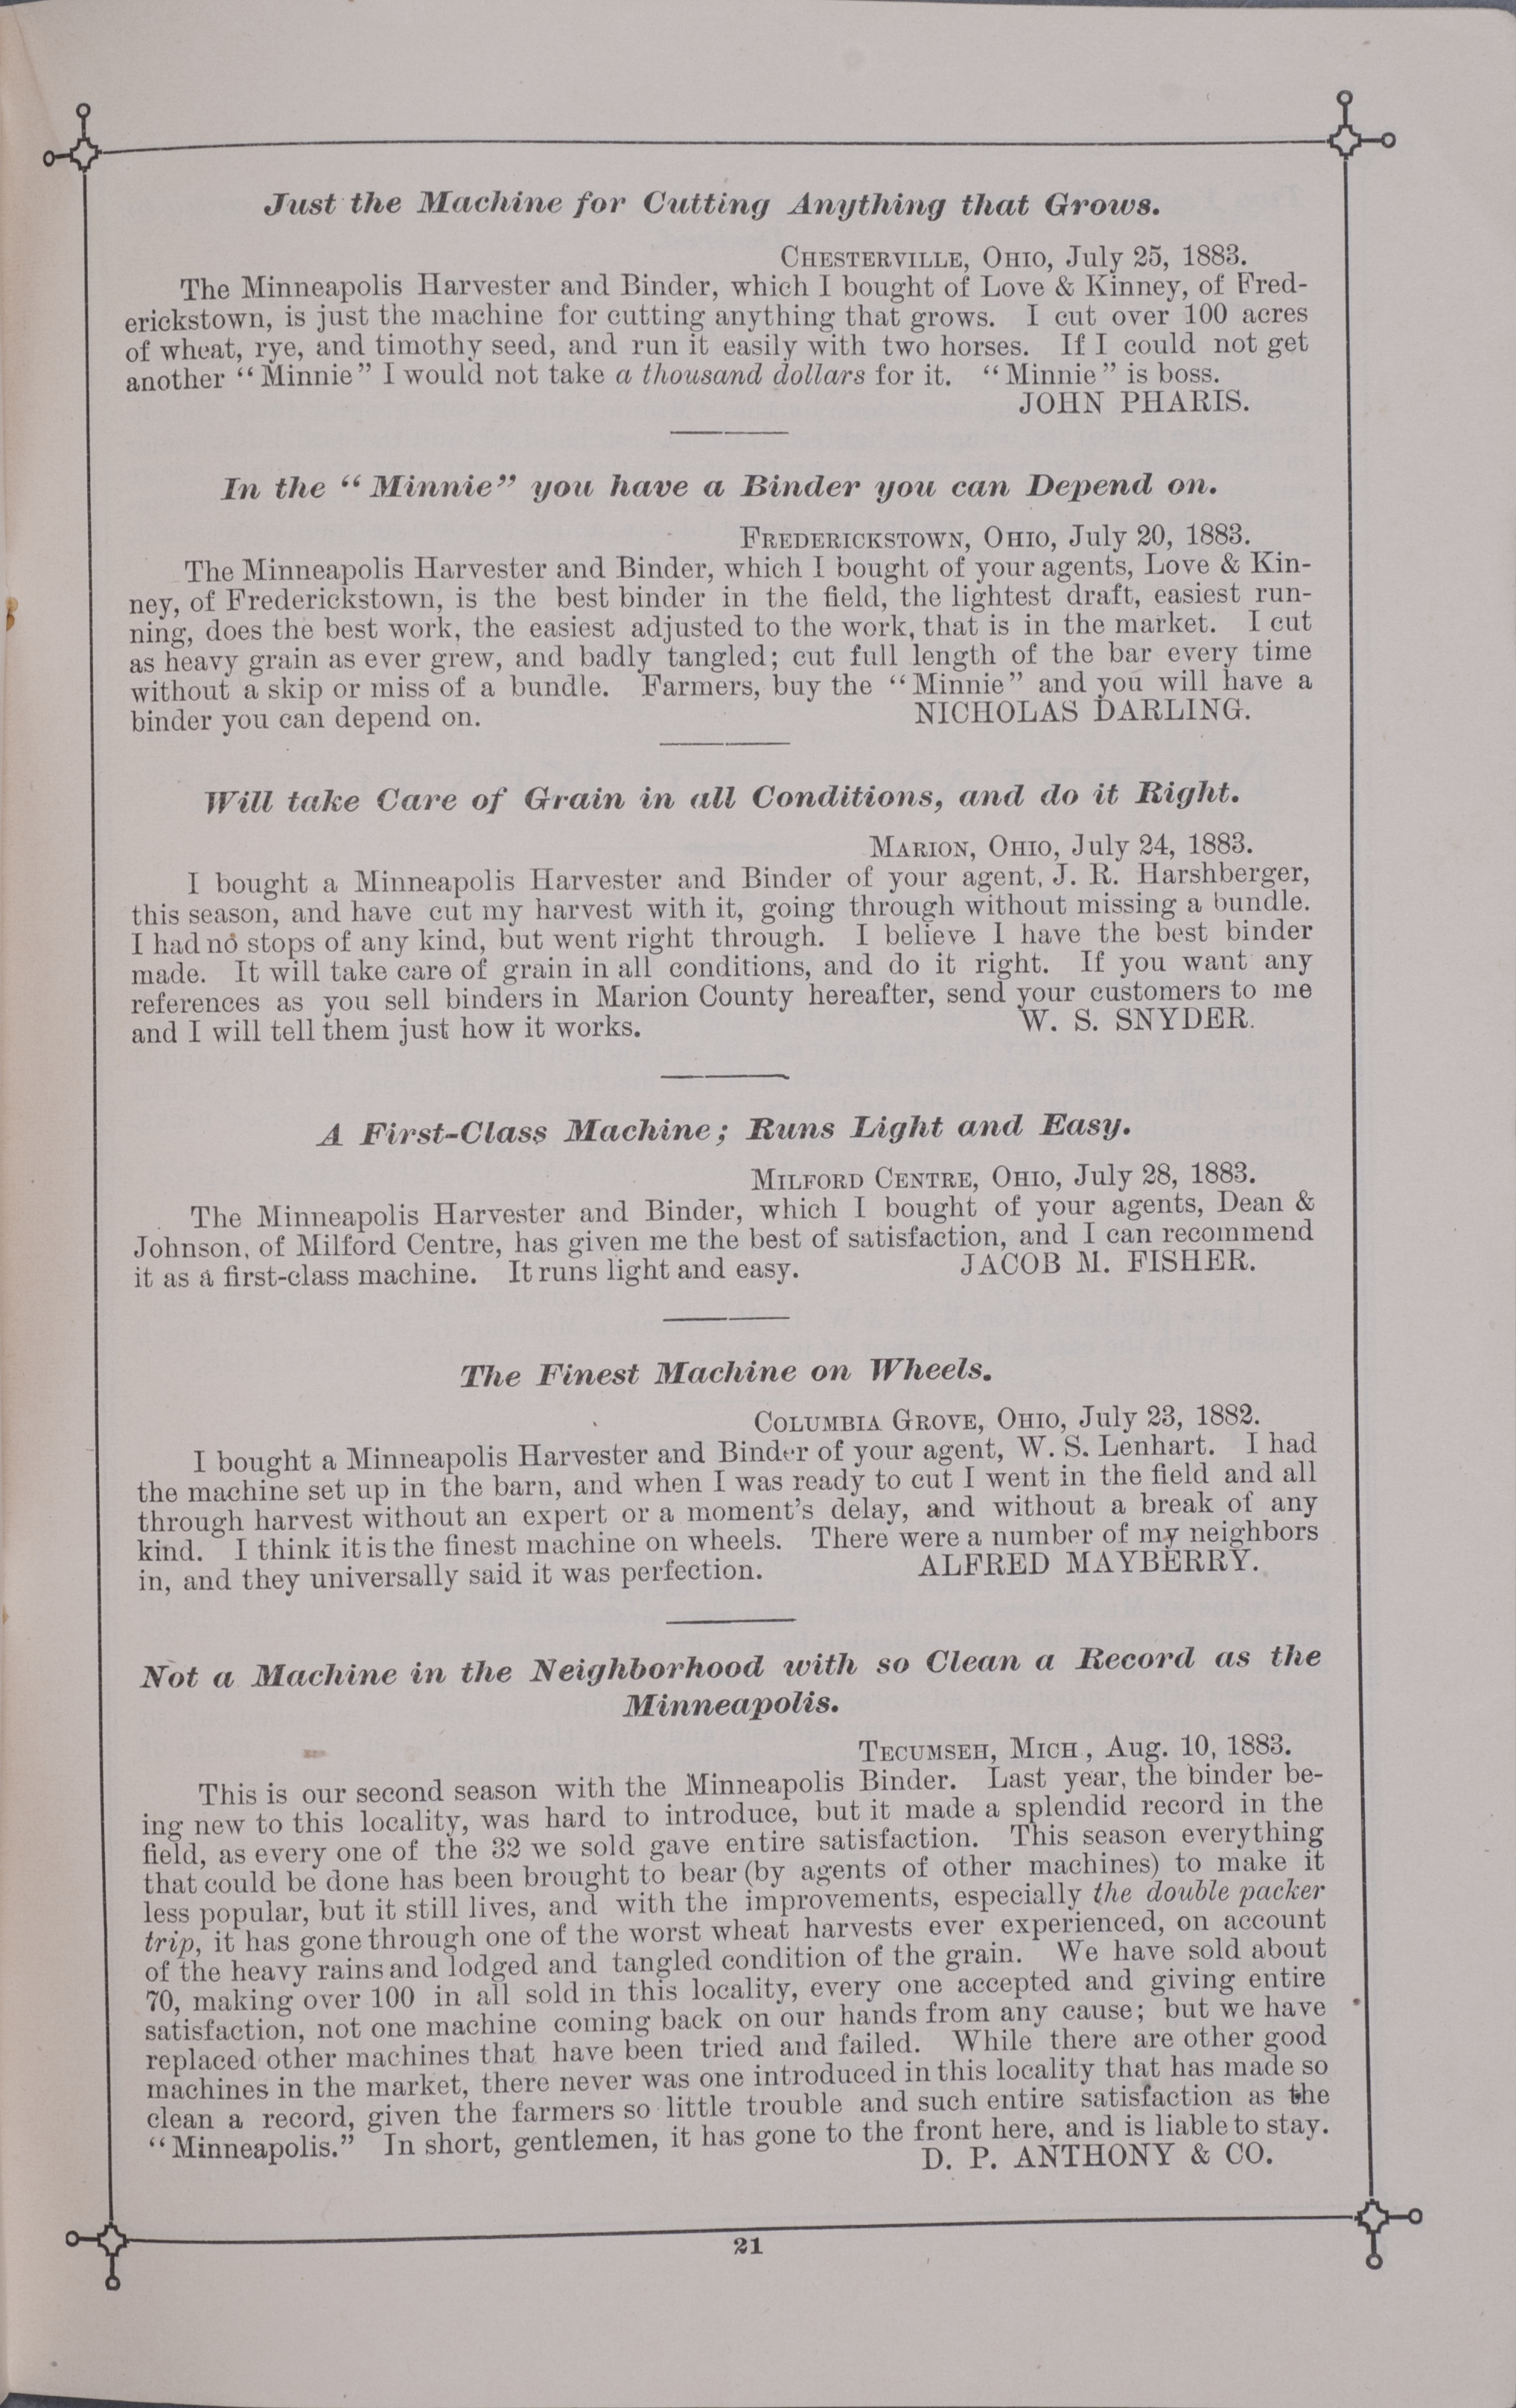 Just the Machine for Cutting Anything that Grows.
CHESTERVILLE, OHIO, July 25, 1883.
The Minneapolis Harvester and Binder, which I bought of Love & Kinney, of Fred-
erickstown, is just the machine for cutting anything that grows. I cut over 100 acres
of wheat, rye, and timothy seed, and run it easily with two horses. If I could not get
another “Minnie” I would not take a thousand dollars for it. “Minnie” is boss.
JOHN PHARIS.
In the “Minnie” you have a Binder you can Depend on.
FREDERICKSTOWN, OHIO, July 20, 1883.
The Minneapolis Harvester and Binder, which I bought of your agents, Love & Kin-
ney, of Frederickstown, is the best binder in the field, the lightest draft, easiest run-
ning, does the best work, the easiest adjusted to the work, that is in the market. I cut
as heavy grain as ever grew, and badly tangled; cut full length of the bar every time
without a skip or miss of a bundle. Farmers, buy the “Minnie” and you will have a
binder you can depend on. NICHOLAS DARLING.
Will take Care of Grain in all Conditions, and do it Right.
MARION, OHIO, July 24, 1883.
I bought a Minneapolis Harvester and Binder of your agent, J. R. Harshberger,
this season, and have cut my harvest with it, going through without missing a bundle.
I had no stops of any kind, but went right through. I believe I have the best binder
made. It will take care of grain in all conditions, and do it right. If you want any
references as you sell binders in Marion County hereafter, send your customers to me
and I will tell them just how it works. W. S. SNYDER.
A First-Class Machine; Runs Light and Easy.
MILFORD CENTRE, OHIO, July 28, 1883.
The Minneapolis Harvester and Binder, which I bought of your agents, Dean &
Johnson, of Milford Centre, has given me the best of satisfaction, and I can recommend
it as a first-class machine. It runs light and easy. JACOB M. FISHER.
The Finest Machine on Wheels.
COLUMBIA GROVE, OHIO, July 23, 1882.
I bought a Minneapolis Harvester and Binder of your agent, W. S. Lenhart. I had
the machine set up in the barn, and when I was ready to cut I went in the field and all
through harvest without an expert or a moment's delay, and without a break of any
kind. I think it is the finest machine on wheels. There were a number of my neighbors
in, and they universally said it was perfection. ALFRED MAYBERRY.
Not a Machine in the Neighborhood with so Clean a Record as the
Minneapolis.
TECUMSEH, MICH , Aug. 10, 1883.
This is our second season with the Minneapolis Binder. Last year, the binder be-
ing new to this locality, was hard to introduce, but it made a splendid record in the
field, as every one of the 32 we sold gave entire satisfaction. This season everything
that could be done has been brought to bear (by agents of other machines) to make it
less popular, but it still lives, and with the improvements, especially the double packer
trip, it has gone through one of the worst wheat harvests ever experienced, on account
of the heavy rains and lodged and tangled condition of the grain. We have sold about
70, making over 100 in all sold in this locality, every one accepted and giving entire
satisfaction, not one machine coming back on our hands from any cause; but we have
replaced other machines that have been tried and failed. While there are other good
machines in the market, there never was one introduced in this locality that has made so
clean a record, given the farmers so little trouble and such entire satisfaction as the
“Minneapolis.” In short, gentlemen, it has gone to the front here, and is liable to stay.
D. P. ANTHONY & CO.
21